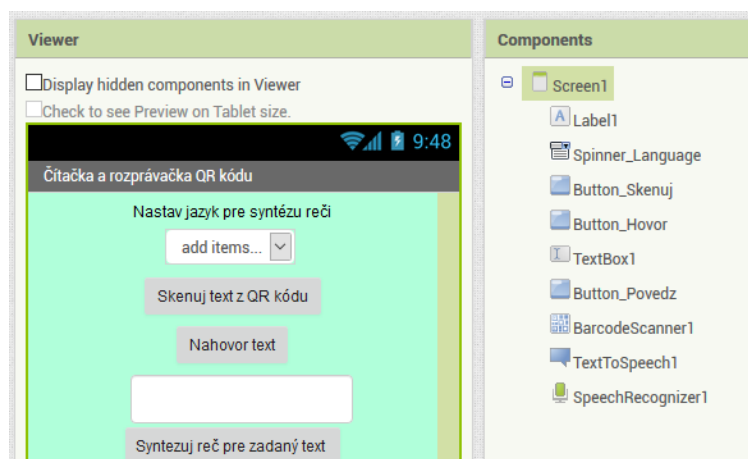 Viewer
Display hidden components in Viewer
Check to see Preview on Tablet size.
9:48
Čítačka a rozprávačka QR kódu
Nastav jazyk pre syntézu reči
add items...
Skenuj text z QR kódu
Nahovor text
Syntezuj reč pre zadaný text
Components
Screen1
A Label1
Spinner_Language
Button_Skenuj
Button_Hovor
TextBox1
Button_Povedz
BarcodeScanner1
TextToSpeech1
SpeechRecognizer1